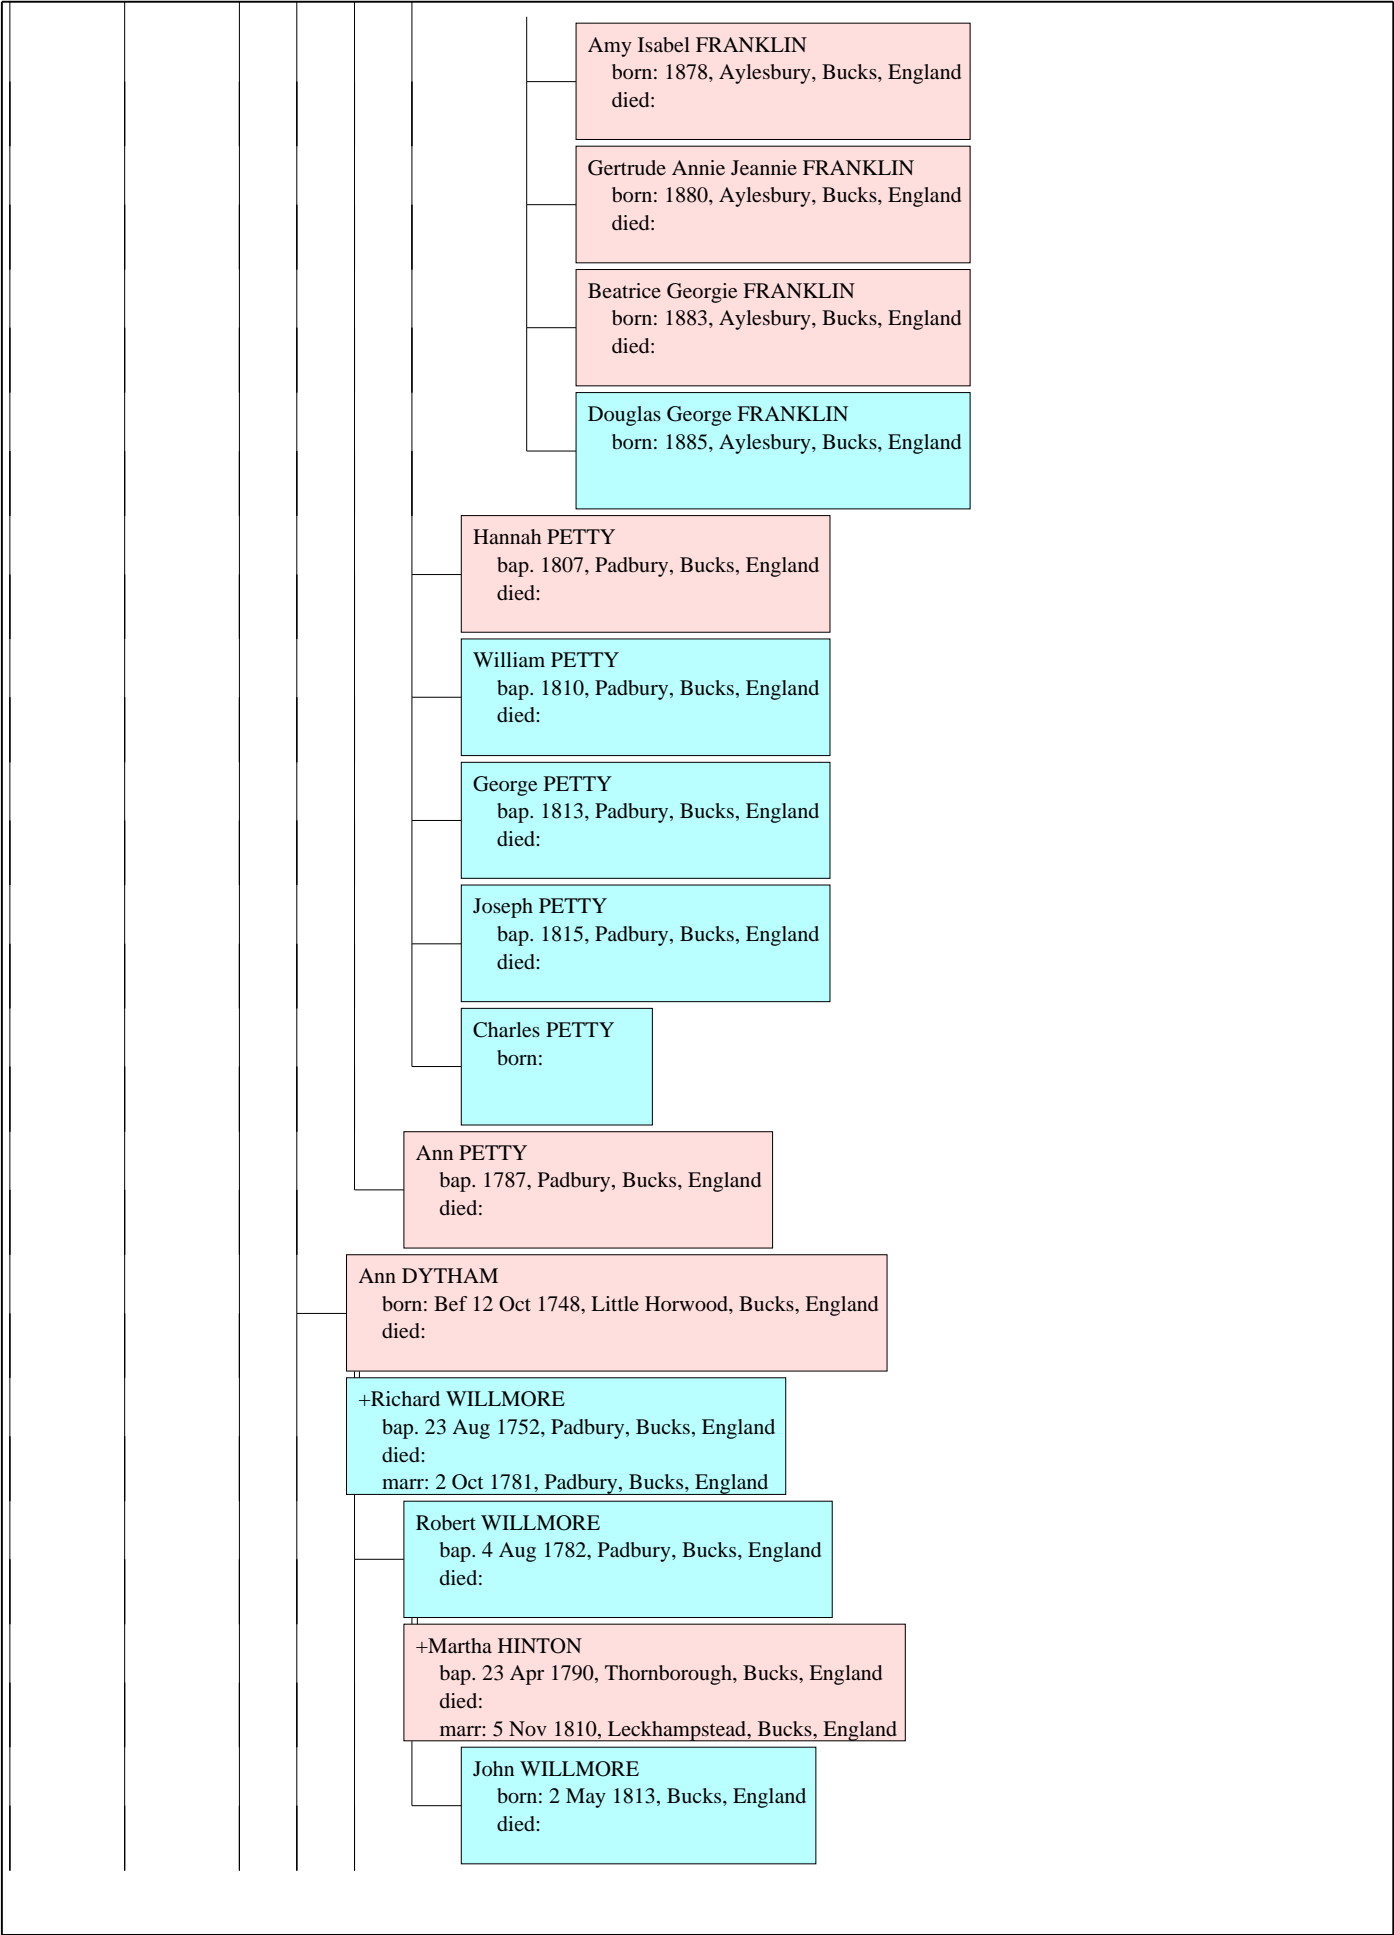 Amy Isabel FRANKLIN
born: 1878, Aylesbury, Bucks, England
died:
Gertrude Annie Jeannie FRANKLIN
born: 1880, Aylesbury, Bucks, England
died:
Beatrice Georgie FRANKLIN
born: 1883, Aylesbury, Bucks, England
died:
Douglas George FRANKLIN
born: 1885, Aylesbury, Bucks, England
Hannah PETTY
bap. 1807, Padbury, Bucks, England
died:
William PETTY
bap. 1810, Padbury, Bucks, England
died:
George PETTY
bap. 1813, Padbury, Bucks, England
died:
Joseph PETTY
bap. 1815, Padbury, Bucks, England
died:
Charles PETTY
born:
Ann PETTY
bap. 1787, Padbury, Bucks, England
died:
Ann DYTHAM
born: Bef 12 Oct 1748, Little Horwood, Bucks, England
died:
+Richard WILLMORE
bap. 23 Aug 1752, Padbury, Bucks, England
died:
marr: 2 Oct 1781, Padbury, Bucks, England
Robert WILLMORE
bap. 4 Aug 1782, Padbury, Bucks, England
died:
+Martha HINTON
bap. 23 Apr 1790, Thornborough, Bucks, England
died:
marr: 5 Nov 1810, Leckhampstead, Bucks, England
John WILLMORE
born: 2 May 1813, Bucks, England
died: